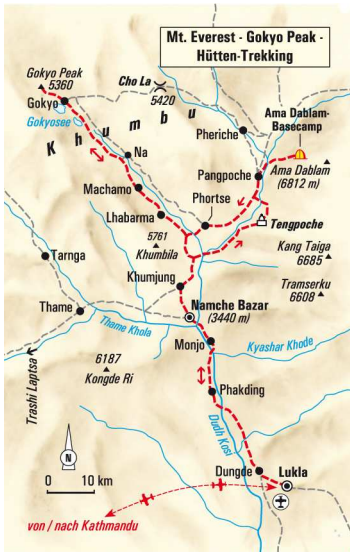 Mt. Everest - Gokyo Peak -
Hütten-Trekking
Gokyo Peak
5360
Cho La
5420
Gokyo
Gokyosee
Khumbu
Pheriche
Ama Dablam-
Basecamp
Na
Pangpoche
Ama Dablam
(6812 m)
Machamo
Phortse
Lhabarma
Tengpoche
5761
Khumbila
Kang Taiga
6685
Tarnga
Khumjung
Tramserku
6608
Thame
Namche Bazar
(3440 m)
Thame Khola
Monjo
Kyashar Khode
Trashi Laptsa
6187
Kongde Ri
Phakding
Dudh Kosi
N
0 10 km
Dungde
Lukla
von / nach Kathmandu